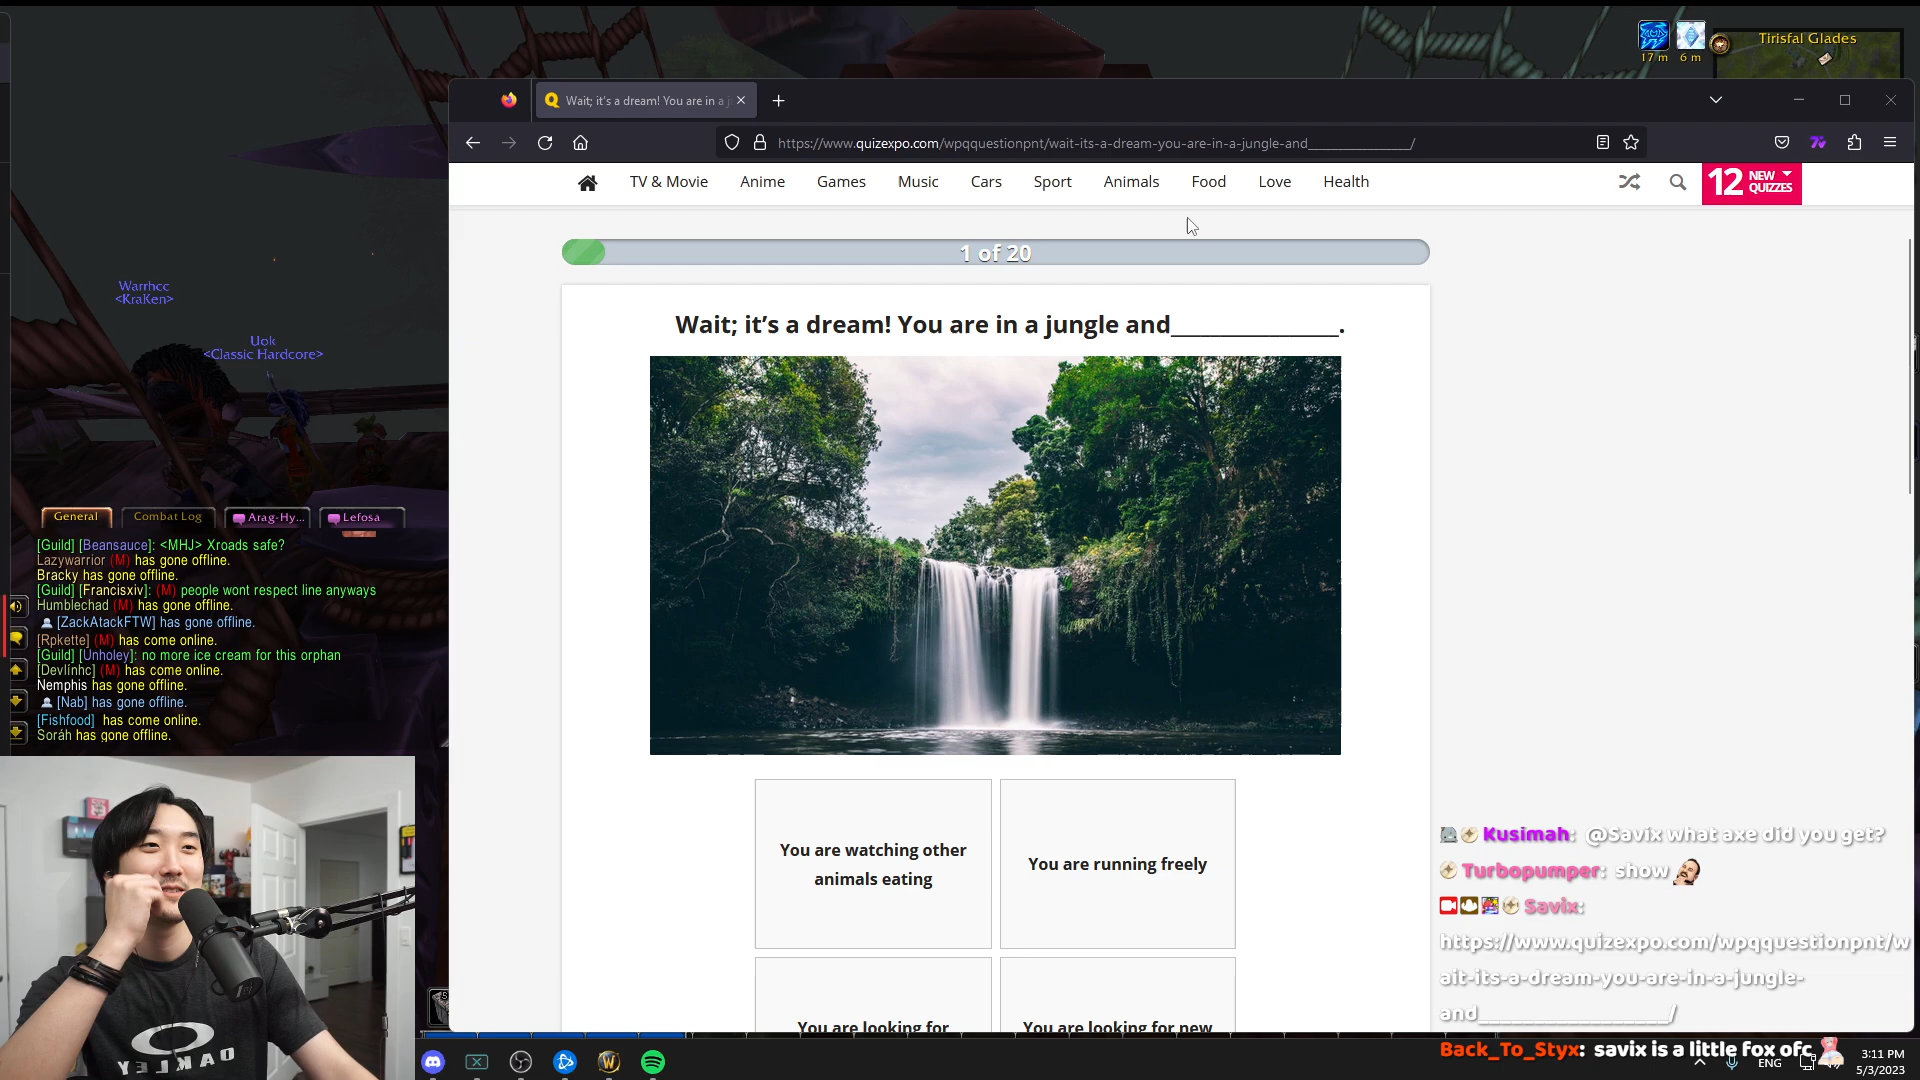 Tirisfal Glades
17 m
6 m
Wait; it's a dream! You are in a j
https://www.quizexpo.com/wpqquestionpnt/wait-its-a-dream-you-are-in-a-jungle-and________________/
TV & Movie
Anime
Games
Music
Cars
Sport
Animals
Food
Love
Health
12 NEW
QUIZZES
1 of 20
Wait; it's a dream! You are in a jungle and______________.
You are watching other
animals eating
You are running freely
You are looking for
You are looking for new
Warrhcc
<KraKen>
Uok
<Classic Hardcore>
General
Combat Log
Arag-Hy...
Lefosa
[Guild] [Beansauce]: <MHJ> Xroads safe?
Lazywarrior (M) has gone offline.
Bracky has gone offline.
[Guild] [Francisxiv]: (M) people wont respect line anyways
Humblechad (M) has gone offline.
[ZackAtackFTW] has gone offline.
[Rpkette] (M) has come online.
[Guild] [Unholey]: no more ice cream for this orphan
[Devlínhc] (M) has come online.
Nemphis has gone offline.
[Nab] has gone offline.
[Fishfood] has come online.
Soráh has gone offline.
OAKLEY
Kusimah: @Savix what axe did you get?
Turbopumper: show
Savix:
https://www.quizexpo.com/wpqquestionpnt/w
ait-its-a-dream-you-are-in-a-jungle-
and________________/
Back_To_Styx: savix is a little fox ofc
ENG
3:11 PM
5/3/2023